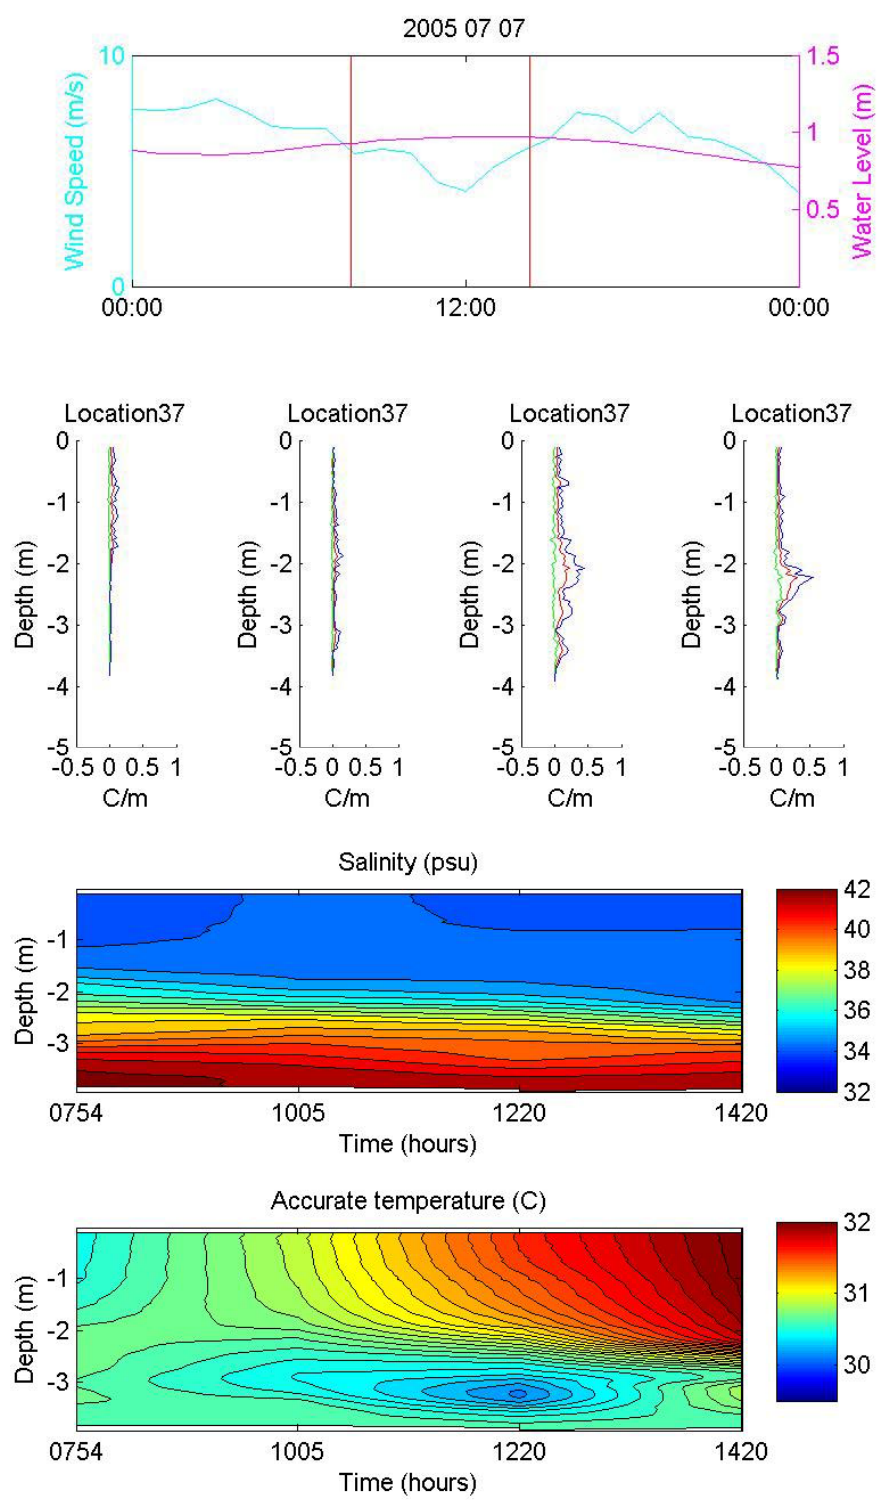 2005 07 07
10
0
Wind Speed (m/s)
1.5
1
0.5
Water Level (m)
00:00 12:00 00:00
Location37 Location37 Location37 Location37
0 0 0 0
-1 -1 -1 -1
-2 -2 -2 -2
-3 -3 -3 -3
-4 -4 -4 -4
-5 -5 -5 -5
Depth (m) Depth (m) Depth (m) Depth (m)
-0.5 0 0.5 1 -0.5 0 0.5 1 -0.5 0 0.5 1 -0.5 0 0.5 1
C/m C/m C/m C/m
Salinity (psu)
-1
-2
-3
Depth (m)
42
40
38
36
34
32
0754 1005 1220 1420
Time (hours)
Accurate temperature (C)
-1
-2
-3
Depth (m)
32
31
30
0754 1005 1220 1420
Time (hours)